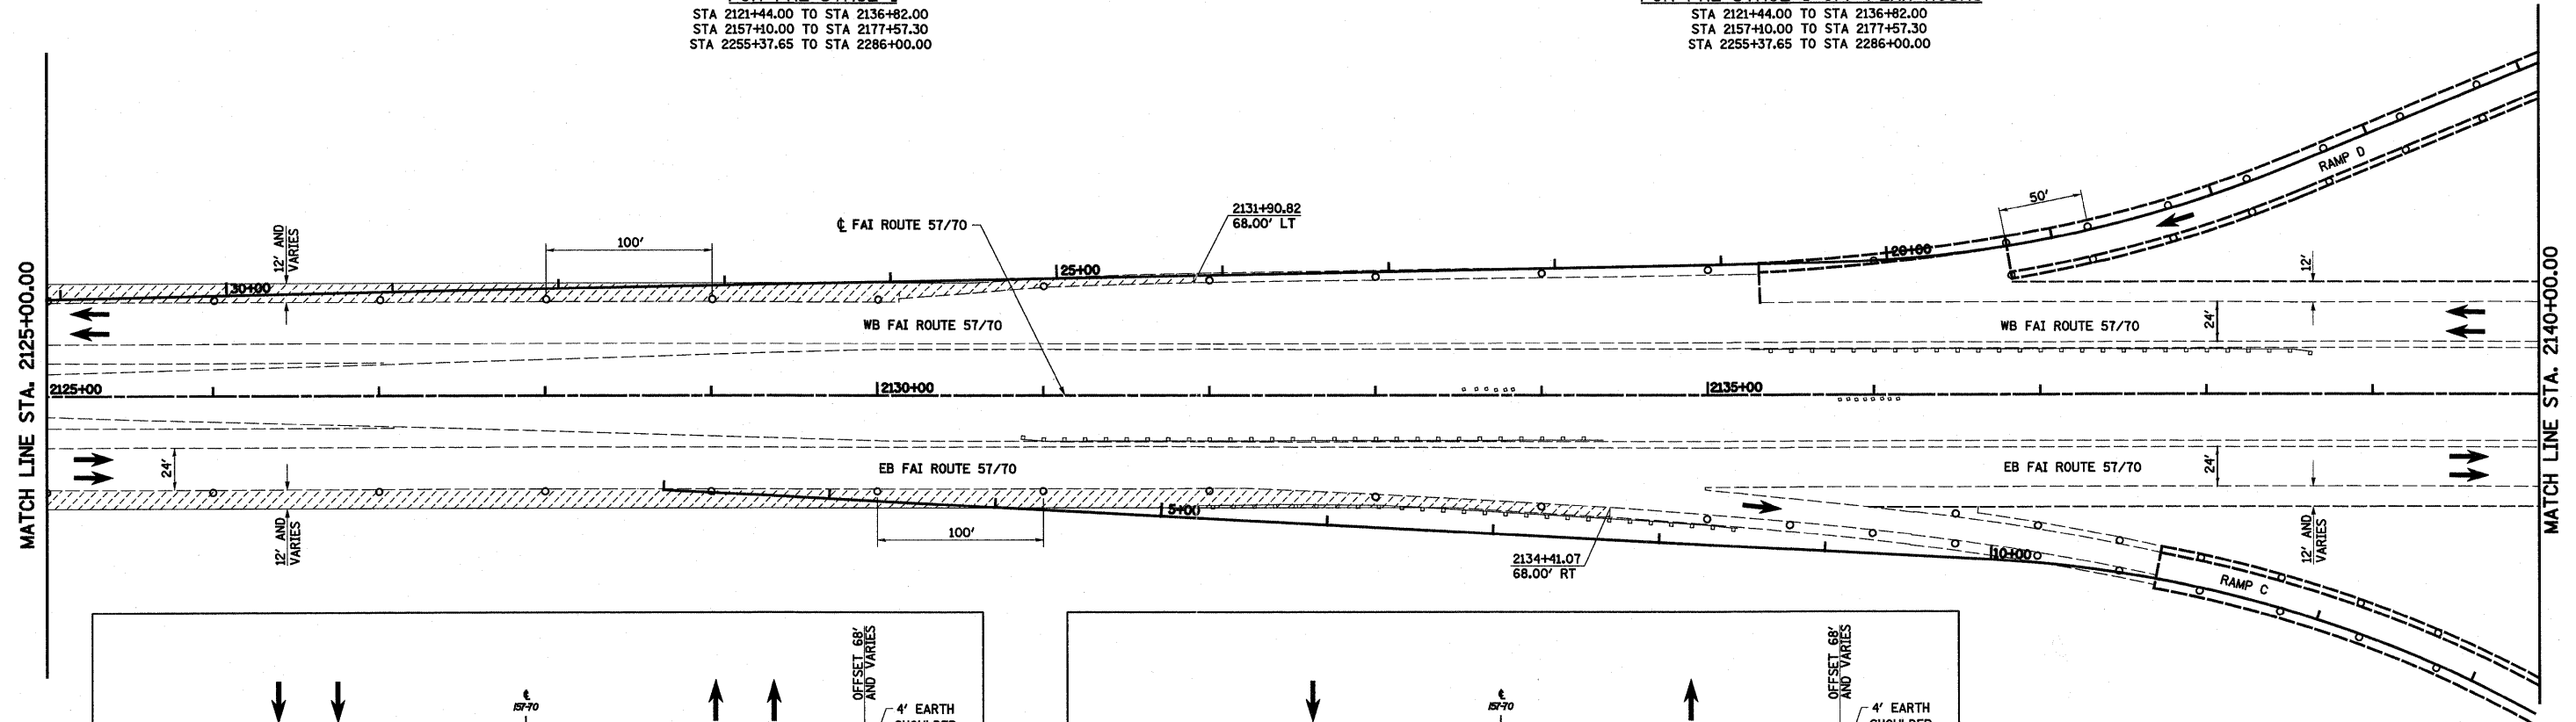 STA 2121+44.00 TO STA 2136+82.00
STA 2157+10.00 TO STA 2177+57.30
STA 2255+37.65 TO STA 2286+00.00
STA 2121+44.00 TO STA 2136+82.00
STA 2157+10.00 TO STA 2177+57.30
STA 2255+37.65 TO STA 2286+00.00
MATCH LINE STA. 2125+00.00
12' AND
VARIES
30+00
100'
℄ FAI ROUTE 57/70
25+00
2131+90.82
68.00' LT
20+00
50'
RAMP D
12'
WB FAI ROUTE 57/70
WB FAI ROUTE 57/70
24'
2125+00
2130+00
2135+00
24'
EB FAI ROUTE 57/70
EB FAI ROUTE 57/70
24'
12' AND
VARIES
100'
5+00
2134+41.07
68.00' RT
10+00
RAMP C
12' AND
VARIES
MATCH LINE STA. 2140+00.00
℄
I57-70
OFFSET 68'
AND VARIES
4' EARTH
℄
I57-70
OFFSET 68'
AND VARIES
4' EARTH